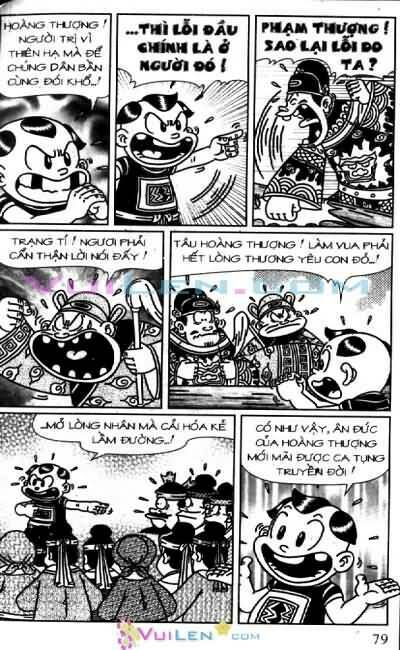 HOÀNG THƯỢNG!
NGƯỜI TRỊ VÌ
THIÊN HẠ MÀ ĐỂ
CHÚNG DÂN BẦN
CÙNG ĐÓI KHỔ...!
...THÌ LỖI ĐẦU
CHÍNH LÀ Ở
NGƯỜI ĐÓ!
PHẠM THƯỢNG!
SAO LẠI LỖI DO
TA?
TRẠNG TÍ! NGƯƠI PHẢI
CẨN THẬN LỜI NÓI ĐẤY!
TÂU HOÀNG THƯỢNG! LÀM VUA PHẢI
HẾT LÒNG THƯƠNG YÊU CON ĐỎ...!
VUILEN.COM
...MỞ LÒNG NHÂN MÀ CẢI HÓA KẺ
LẦM ĐƯỜNG...!
CÓ NHƯ VẬY, ÂN ĐỨC
CỦA HOÀNG THƯỢNG
MỚI MÃI ĐƯỢC CA TỤNG
TRUYỀN ĐỜI!
79
VUILEN.COM